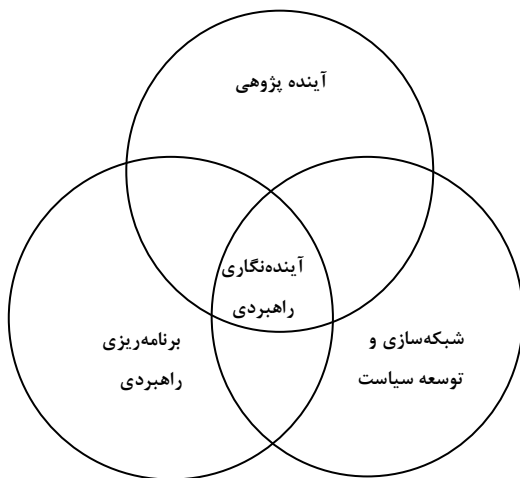 آینده پژوهی
آینده‌نگاری
راهبردی
برنامه‌ریزی
راهبردی
شبکه‌سازی و
توسعه سیاست